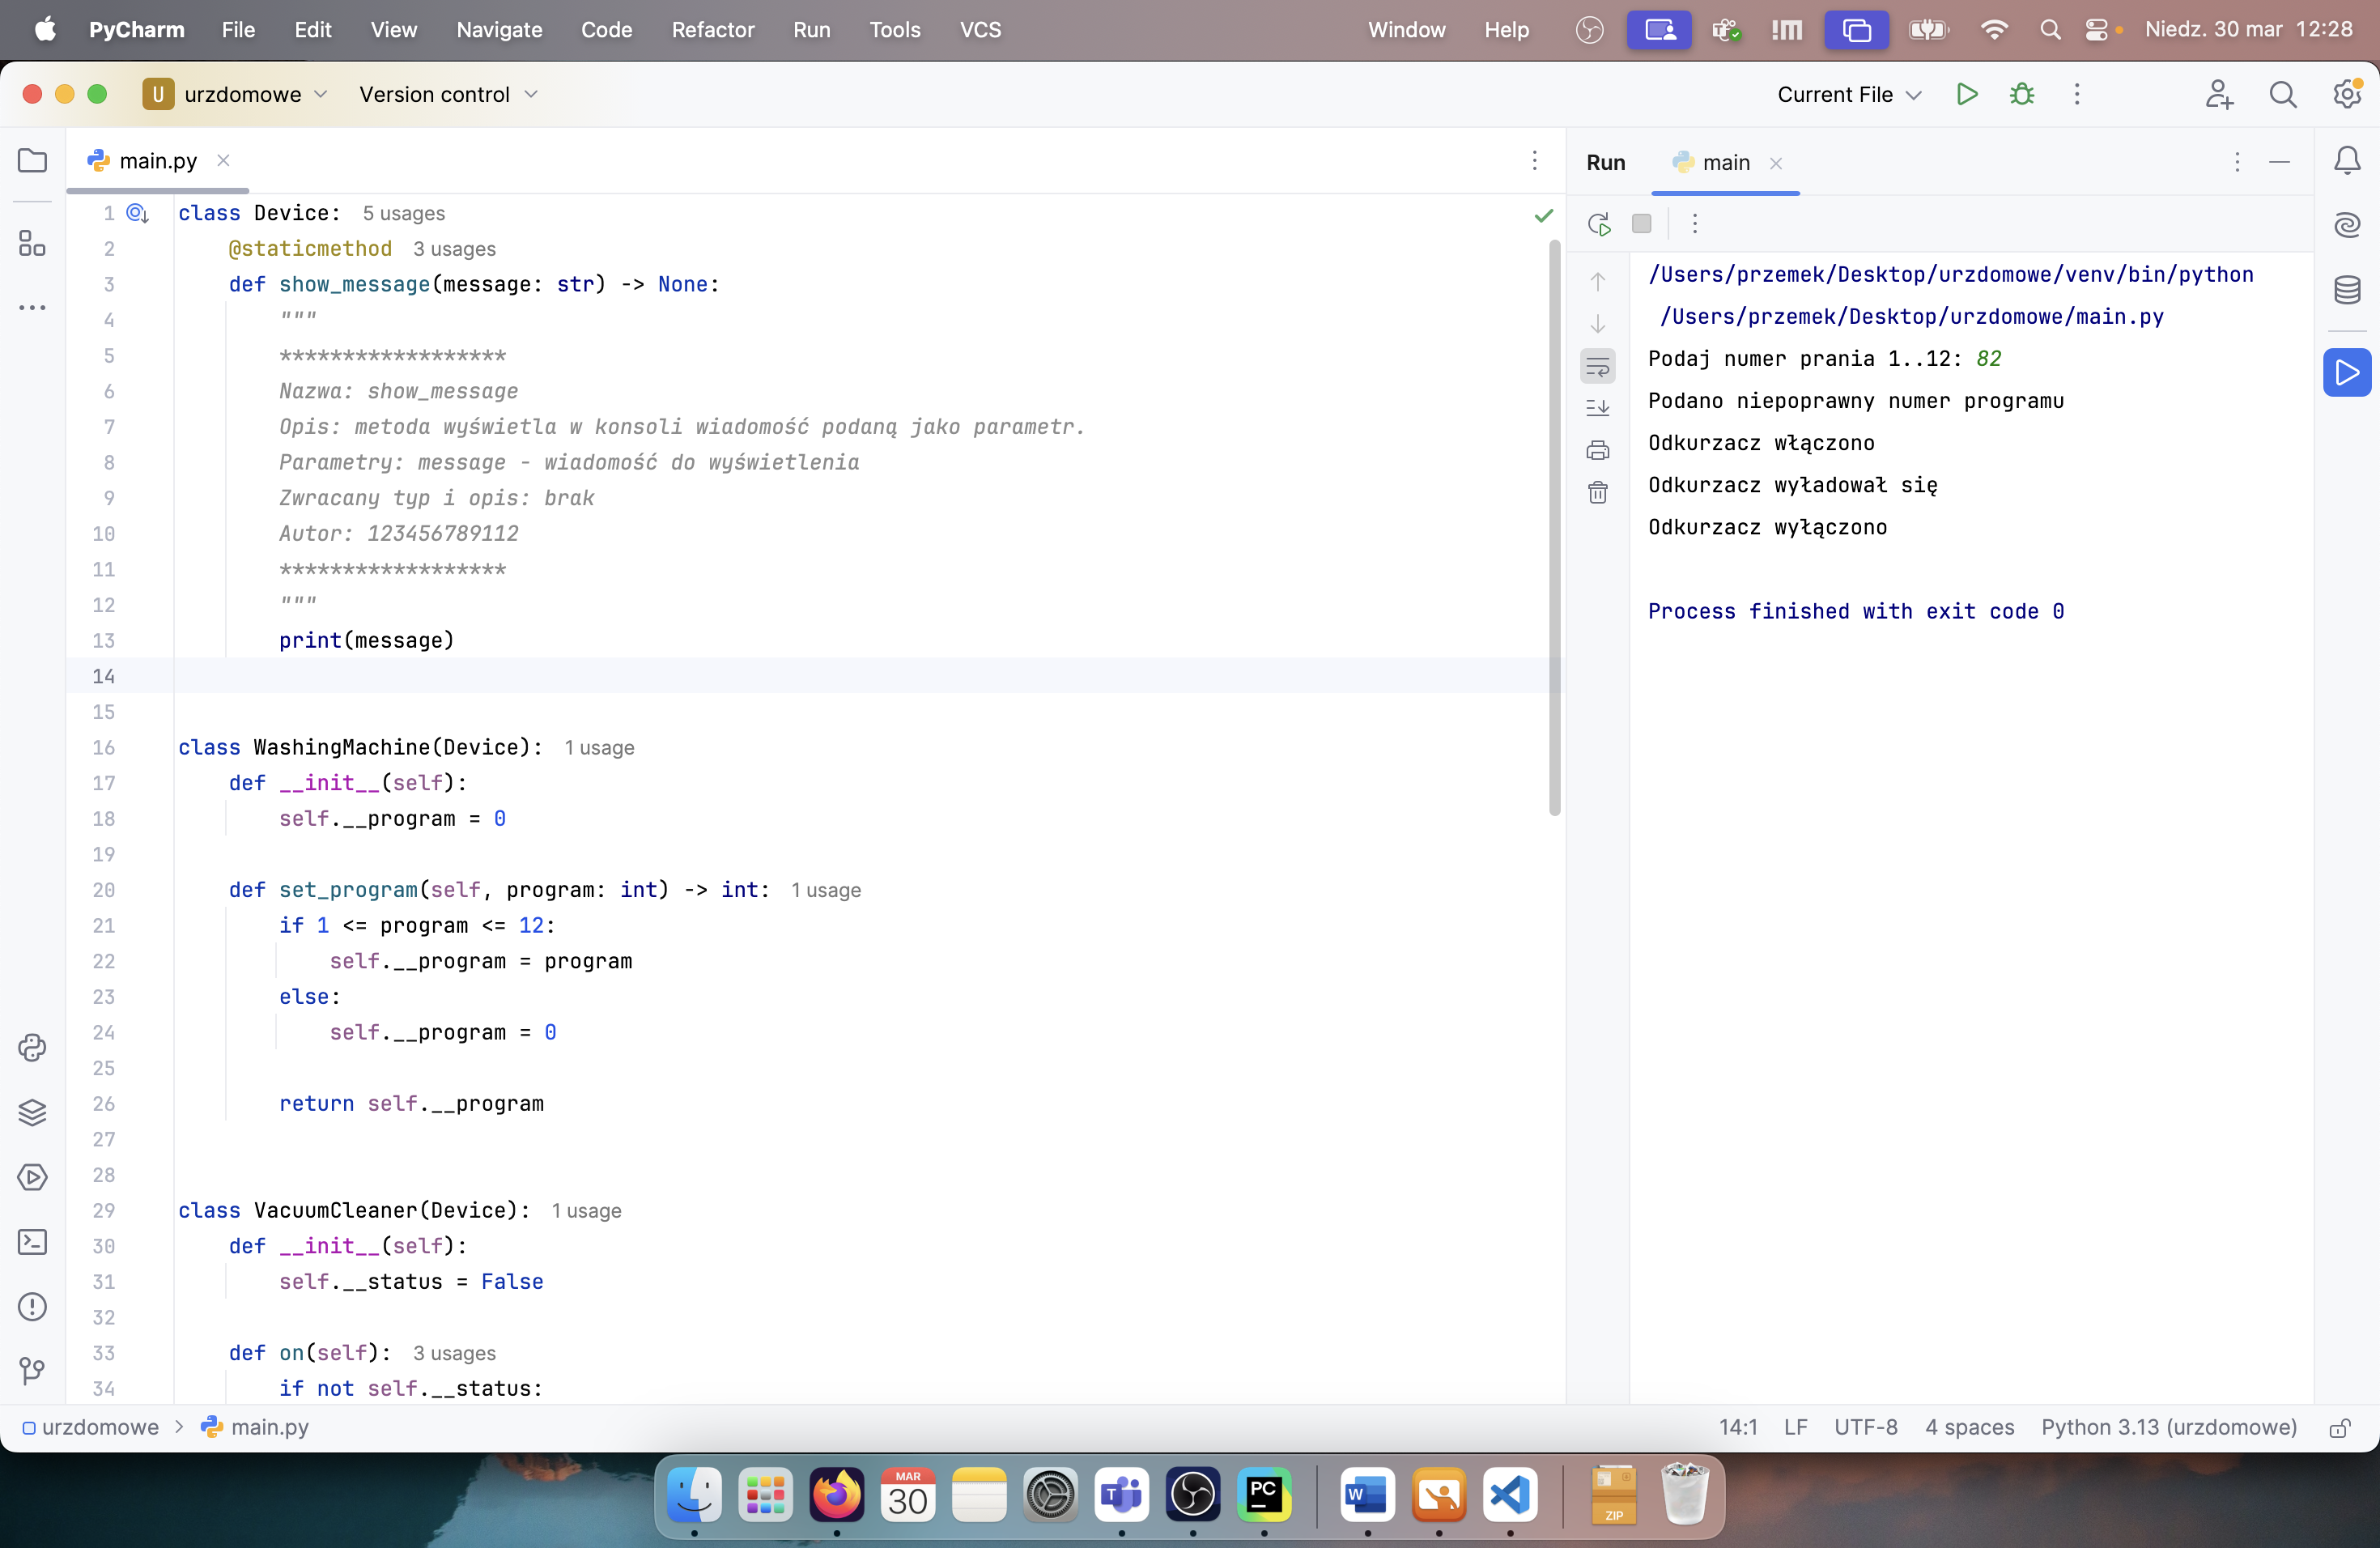 PyCharm File Edit View Navigate Code Refactor Run Tools VCS Window Help Niedz. 30 mar 12:28
U urzdomowe Version control Current File
main.py
Run main
1 class Device: 5 usages
2 @staticmethod 3 usages
3 def show_message(message: str) -> None:
4 """
5 ******************
6 Nazwa: show_message
7 Opis: metoda wyświetla w konsoli wiadomość podaną jako parametr.
8 Parametry: message - wiadomość do wyświetlenia
9 Zwracany typ i opis: brak
10 Autor: 123456789112
11 ******************
12 """
13 print(message)
14
15
16 class WashingMachine(Device): 1 usage
17 def __init__(self):
18 self.__program = 0
19
20 def set_program(self, program: int) -> int: 1 usage
21 if 1 <= program <= 12:
22 self.__program = program
23 else:
24 self.__program = 0
25
26 return self.__program
27
28
29 class VacuumCleaner(Device): 1 usage
30 def __init__(self):
31 self.__status = False
32
33 def on(self): 3 usages
34 if not self.__status:
/Users/przemek/Desktop/urzdomowe/venv/bin/python
/Users/przemek/Desktop/urzdomowe/main.py
Podaj numer prania 1..12: 82
Podano niepoprawny numer programu
Odkurzacz włączono
Odkurzacz wyładował się
Odkurzacz wyłączono
Process finished with exit code 0
urzdomowe > main.py 14:1 LF UTF-8 4 spaces Python 3.13 (urzdomowe)
MAR
30
T
PC
W
ZIP